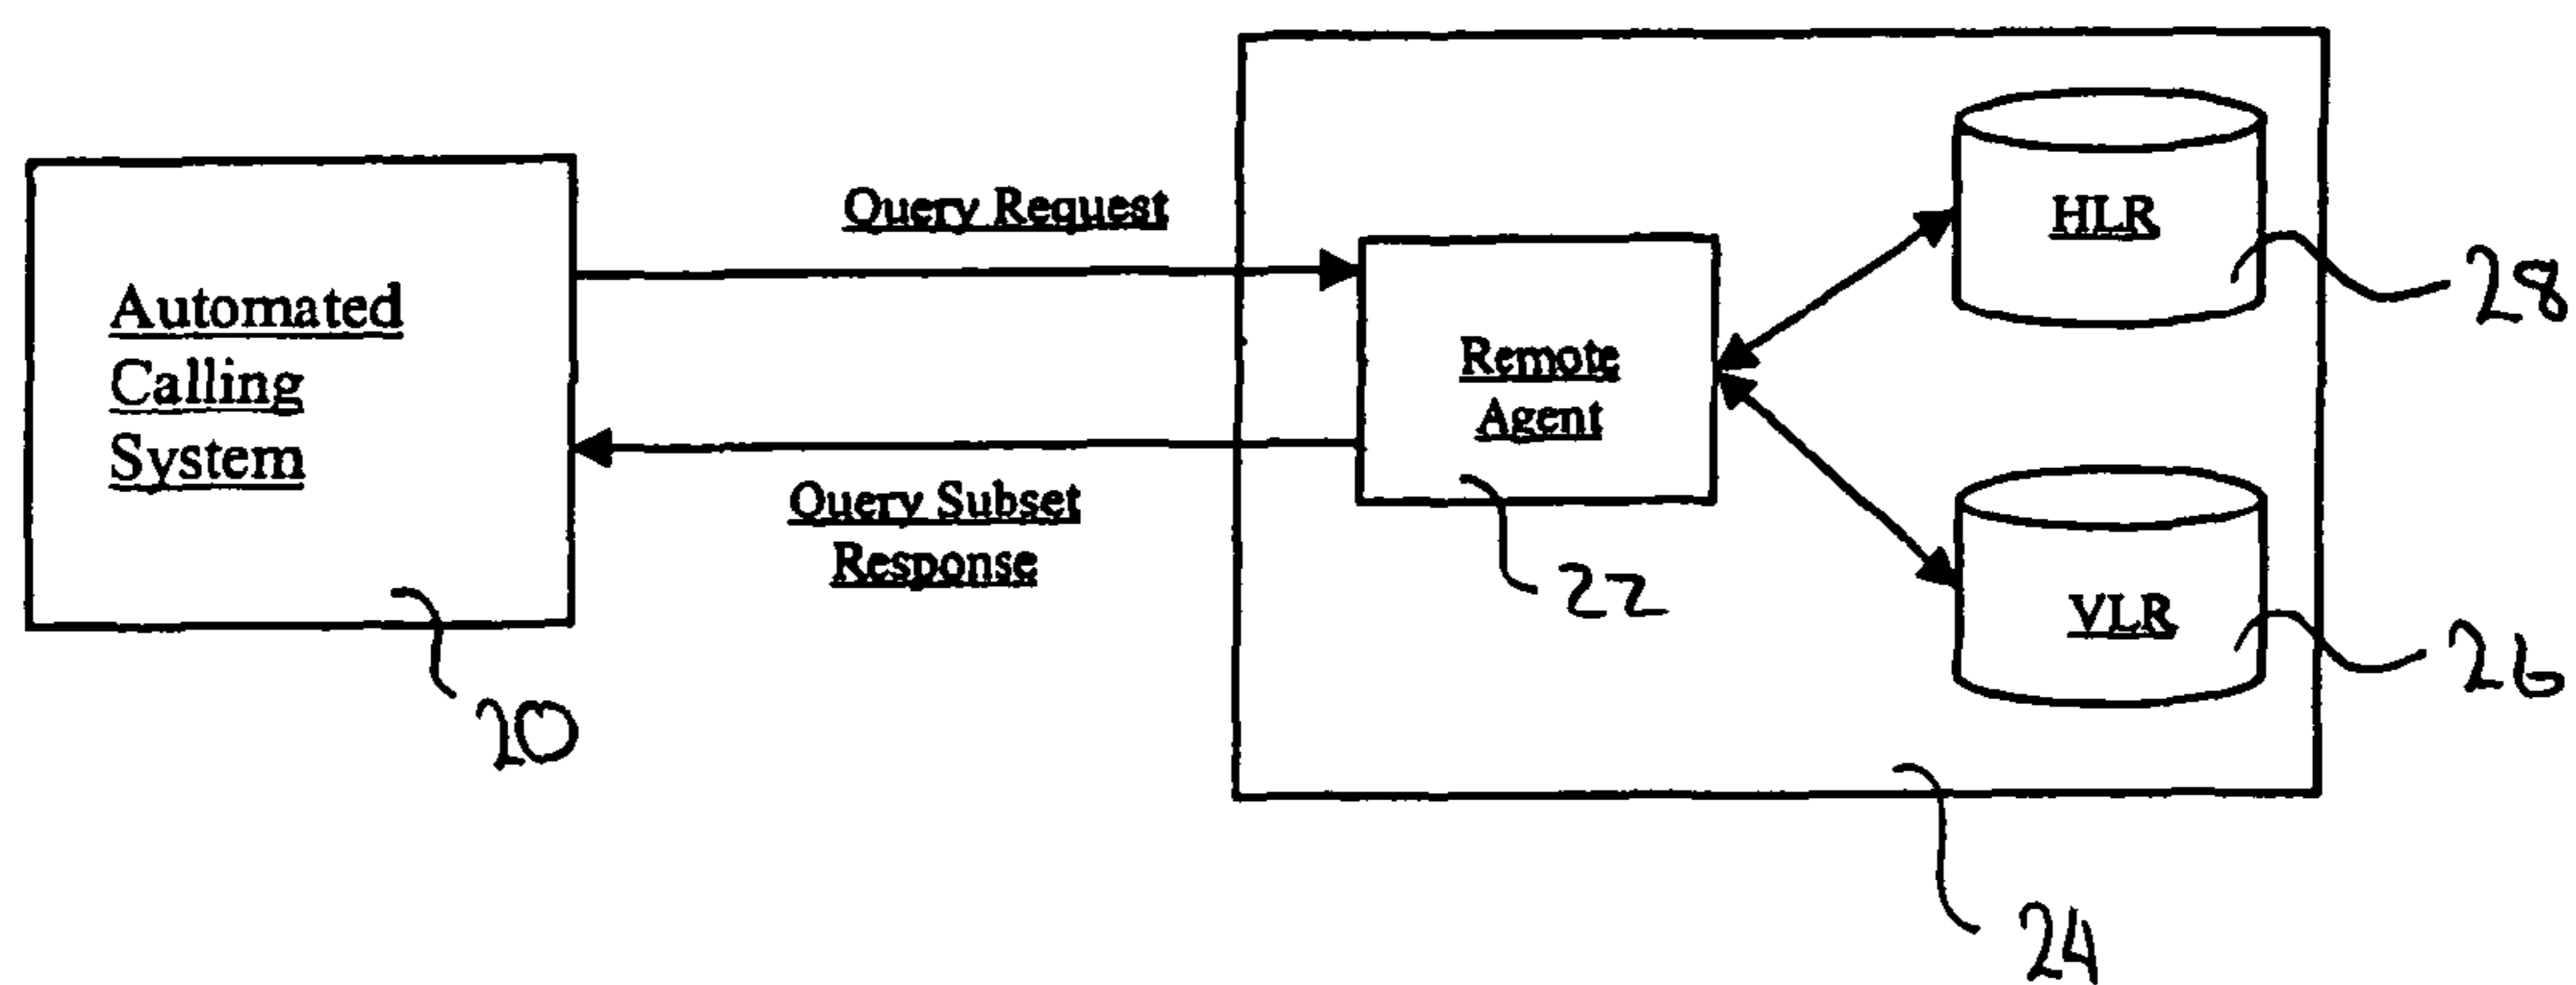 Query Request
HLR
28
Automated
Calling
System
Remote
Agent
Query Subset
Response
22
VLR
26
20
24